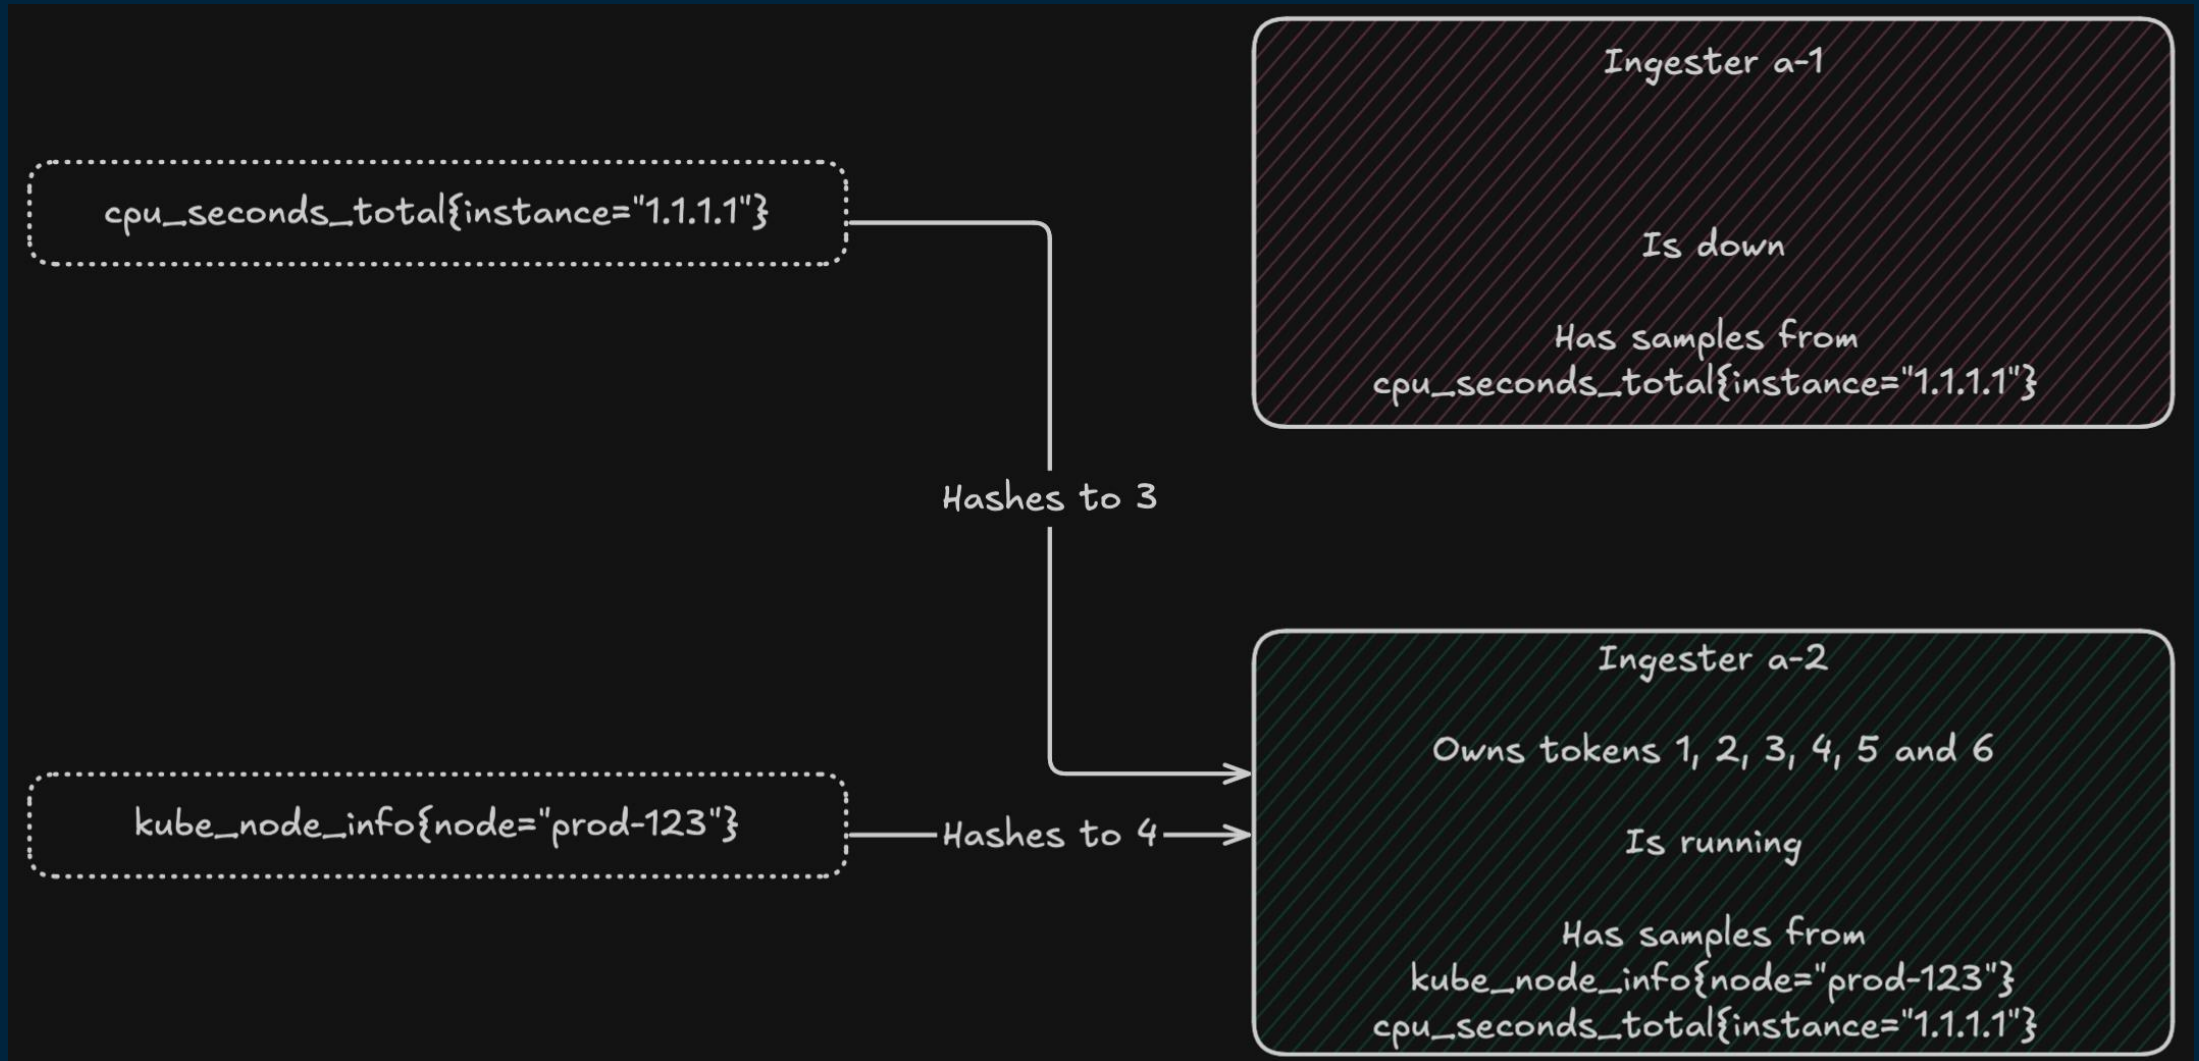 Ingester a-1
cpu_seconds_total{instance="1.1.1.1"}
Is down
Has samples from
cpu_seconds_total{instance="1.1.1.1"}
Hashes to 3
Ingester a-2
Owns tokens 1, 2, 3, 4, 5 and 6
kube_node_info{node="prod-123"}
Hashes to 4
Is running
Has samples from
kube_node_info{node="prod-123"}
cpu_seconds_total{instance="1.1.1.1"}